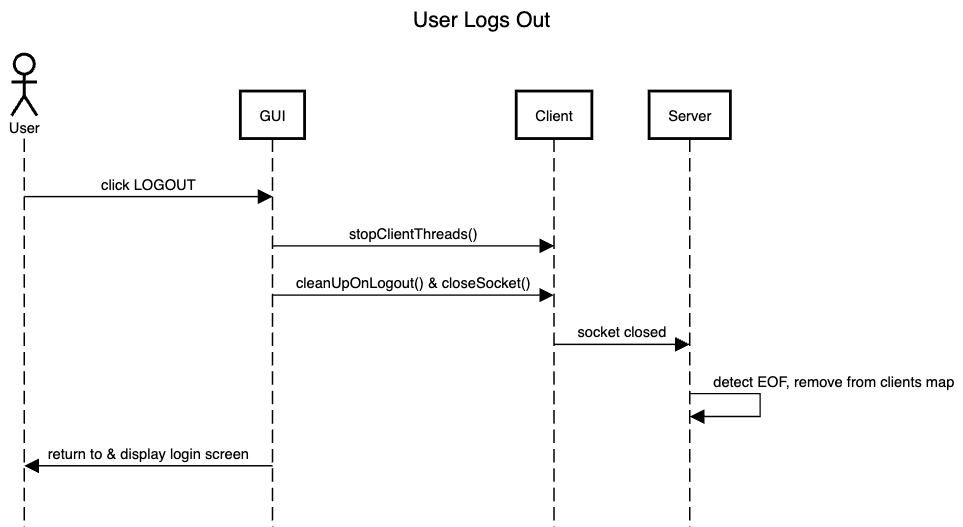 User Logs Out
User
GUI
Client
Server
click LOGOUT
stopClientThreads()
cleanUpOnLogout() & closeSocket()
socket closed
detect EOF, remove from clients map
return to & display login screen